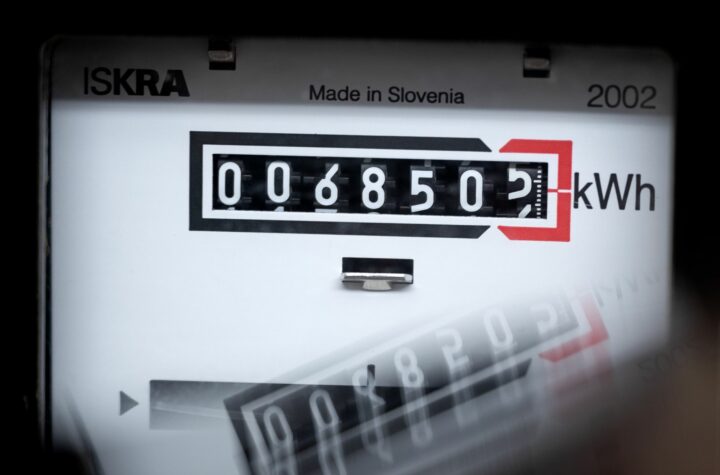 ISKRA
Made in Slovenia
2002
006850
kWh